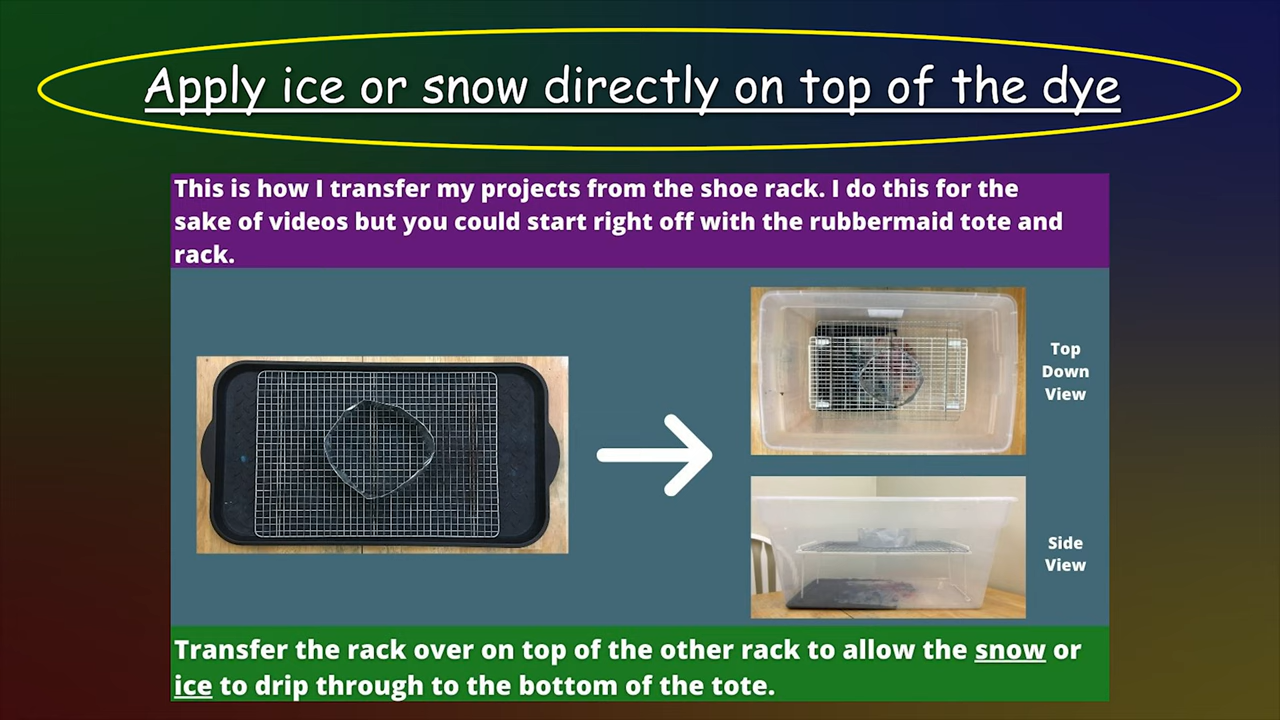 Apply ice or snow directly on top of the dye
This is how I transfer my projects from the shoe rack. I do this for the
sake of videos but you could start right off with the rubbermaid tote and
rack.
Top
Down
View
Side
View
Transfer the rack over on top of the other rack to allow the snow or
ice to drip through to the bottom of the tote.